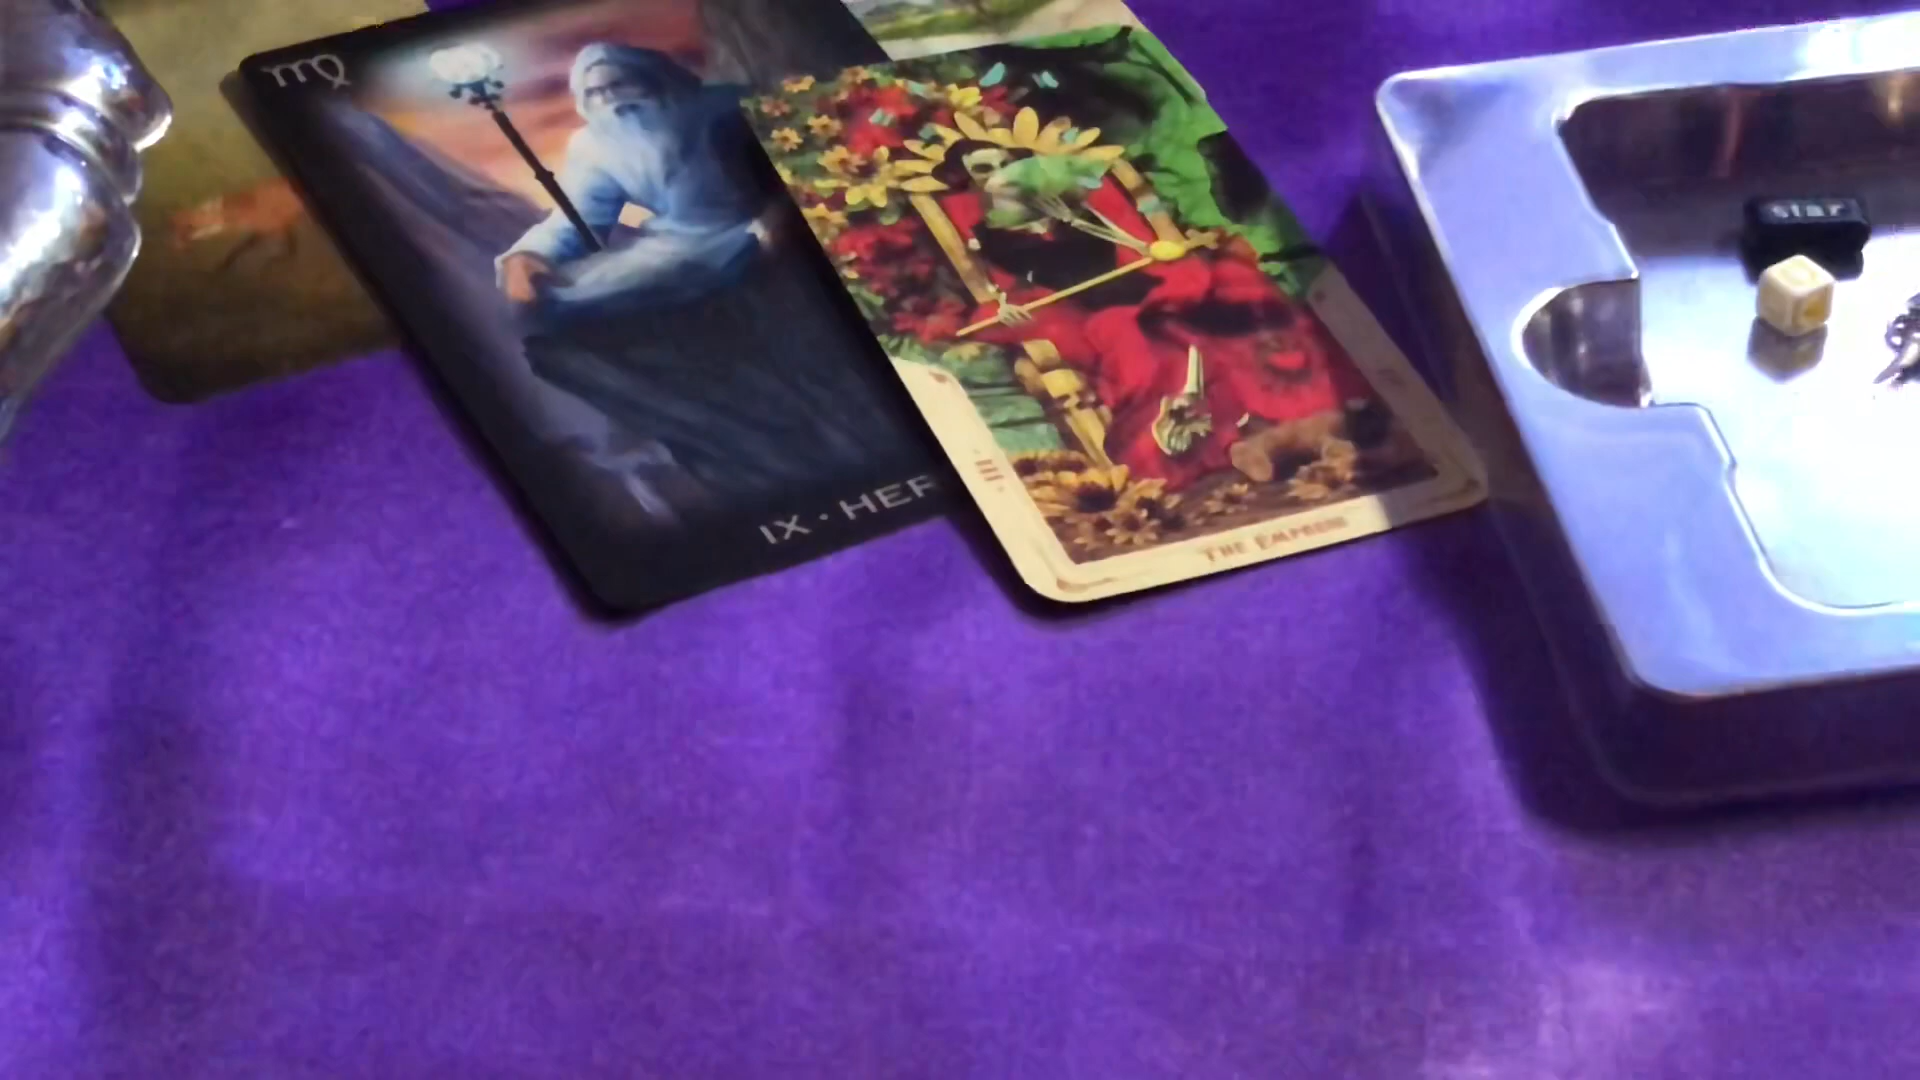 IX · HER
· III ·
THE EMPRESS
star